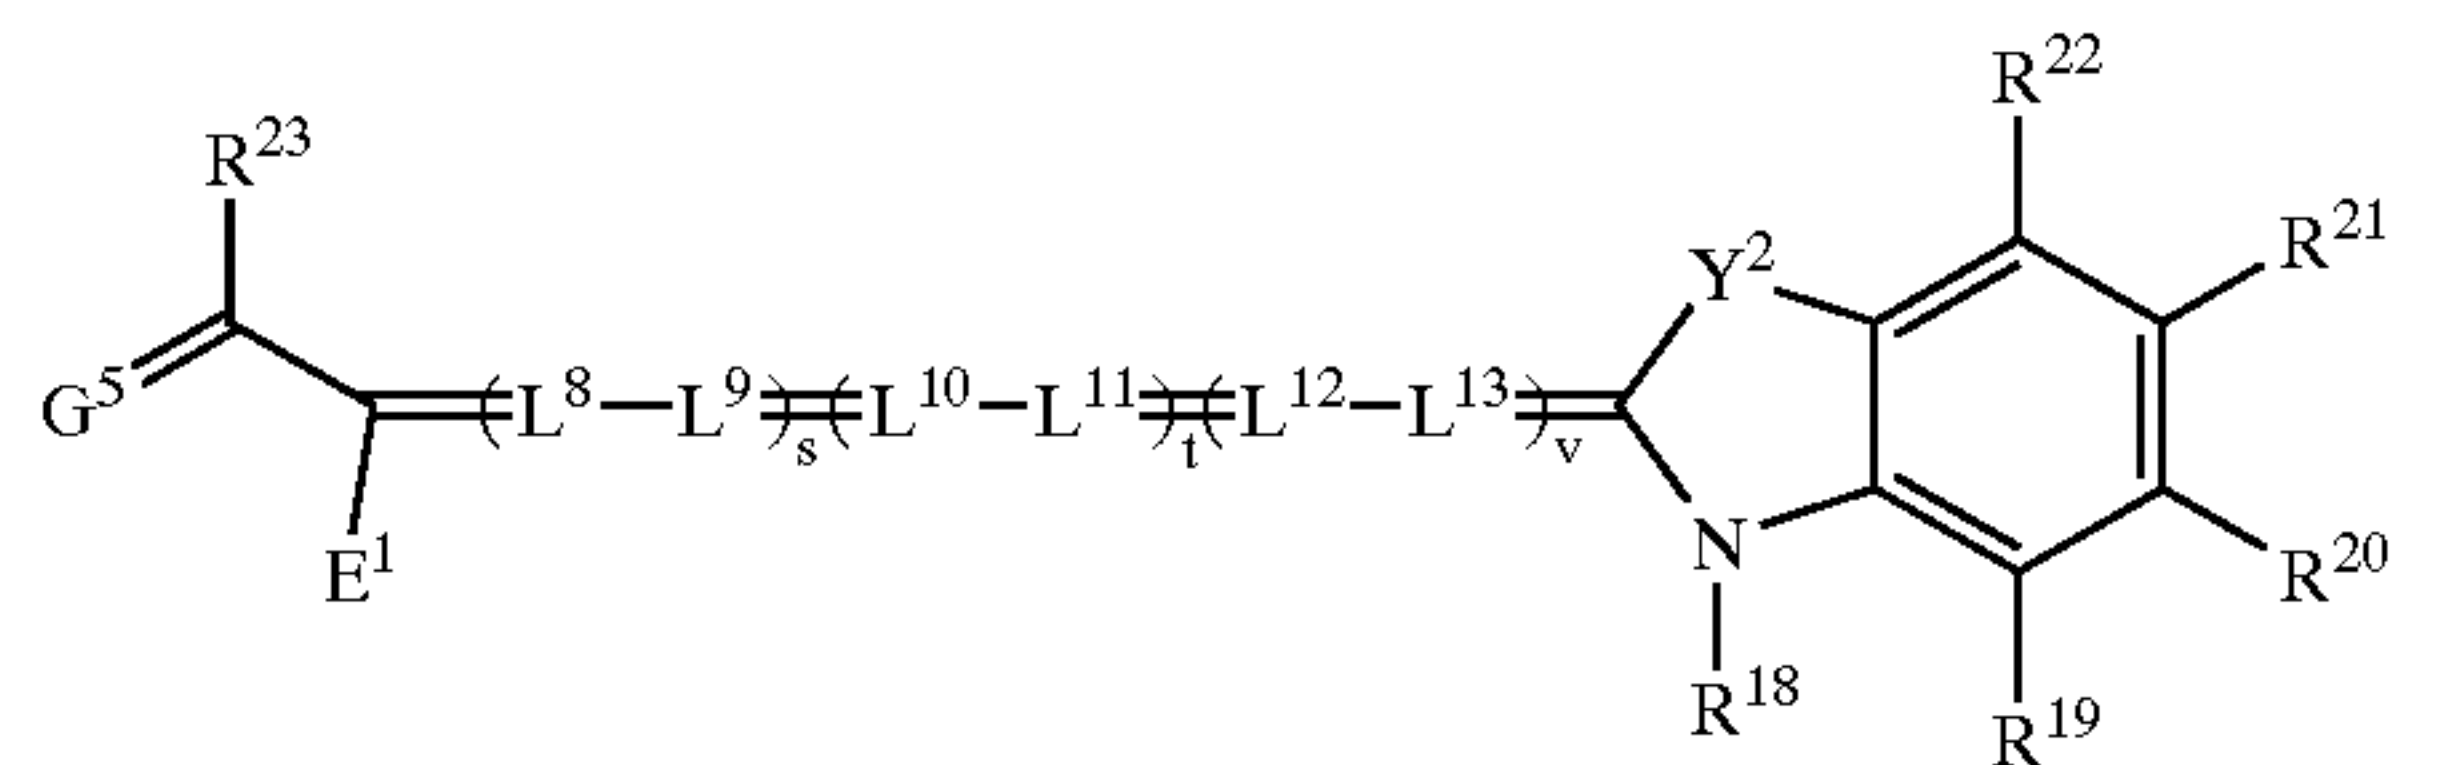 R²²
R²³
R²¹
Y²
G⁵ (L⁸—L⁹)s (L¹⁰—L¹¹)t (L¹²—L¹³)v
E¹
N
R²⁰
R¹⁸
R¹⁹